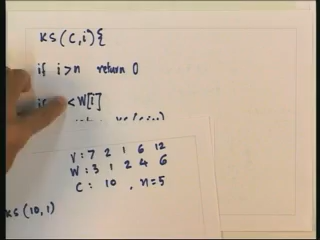 KS(C,i){
if i>n return 0
<W[i]
V: 7 2 1 6 12
W: 3 1 2 4 6
C: 10 , n=5
KS(10,1)